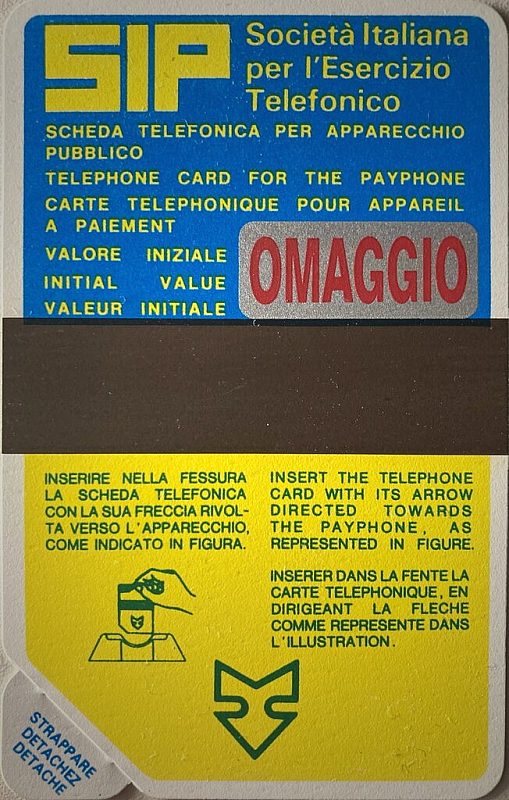 SIP
Società Italiana
per l'Esercizio
Telefonico
SCHEDA TELEFONICA PER APPARECCHIO
PUBBLICO
TELEPHONE CARD FOR THE PAYPHONE
CARTE TELEPHONIQUE POUR APPAREIL
A PAIEMENT
VALORE INIZIALE
INITIAL VALUE
VALEUR INITIALE
OMAGGIO
INSERIRE NELLA FESSURA
LA SCHEDA TELEFONICA
CON LA SUA FRECCIA RIVOL-
TA VERSO L'APPARECCHIO,
COME INDICATO IN FIGURA.
INSERT THE TELEPHONE
CARD WITH ITS ARROW
DIRECTED TOWARDS
THE PAYPHONE, AS
REPRESENTED IN FIGURE.
INSERER DANS LA FENTE LA
CARTE TELEPHONIQUE, EN
DIRIGEANT LA FLECHE
COMME REPRESENTE DANS
L'ILLUSTRATION.
STRAPPARE
DETACHEZ
DETACHE